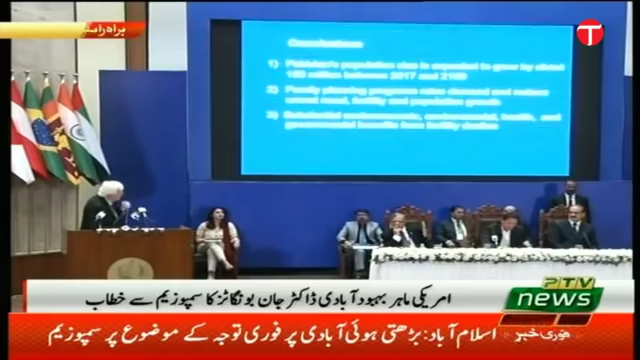 براہ راست
T
Conclusions
1) Pakistan's population size is expected to grow by about
190 million between 2017 and 2100
2) Family planning programs raise demand and reduce
unmet need, fertility and population growth
3) Substantial socioeconomic, environmental, health, and
governmental benefits from fertility decline
امریکی ماہر بہبود آبادی ڈاکٹر جان بونگاٹز کا سمپوزیم سے خطاب
PTV
news
فوری خبر
اسلام آباد: بڑھتی ہوئی آبادی پر فوری توجہ کے موضوع پر سمپوزیم